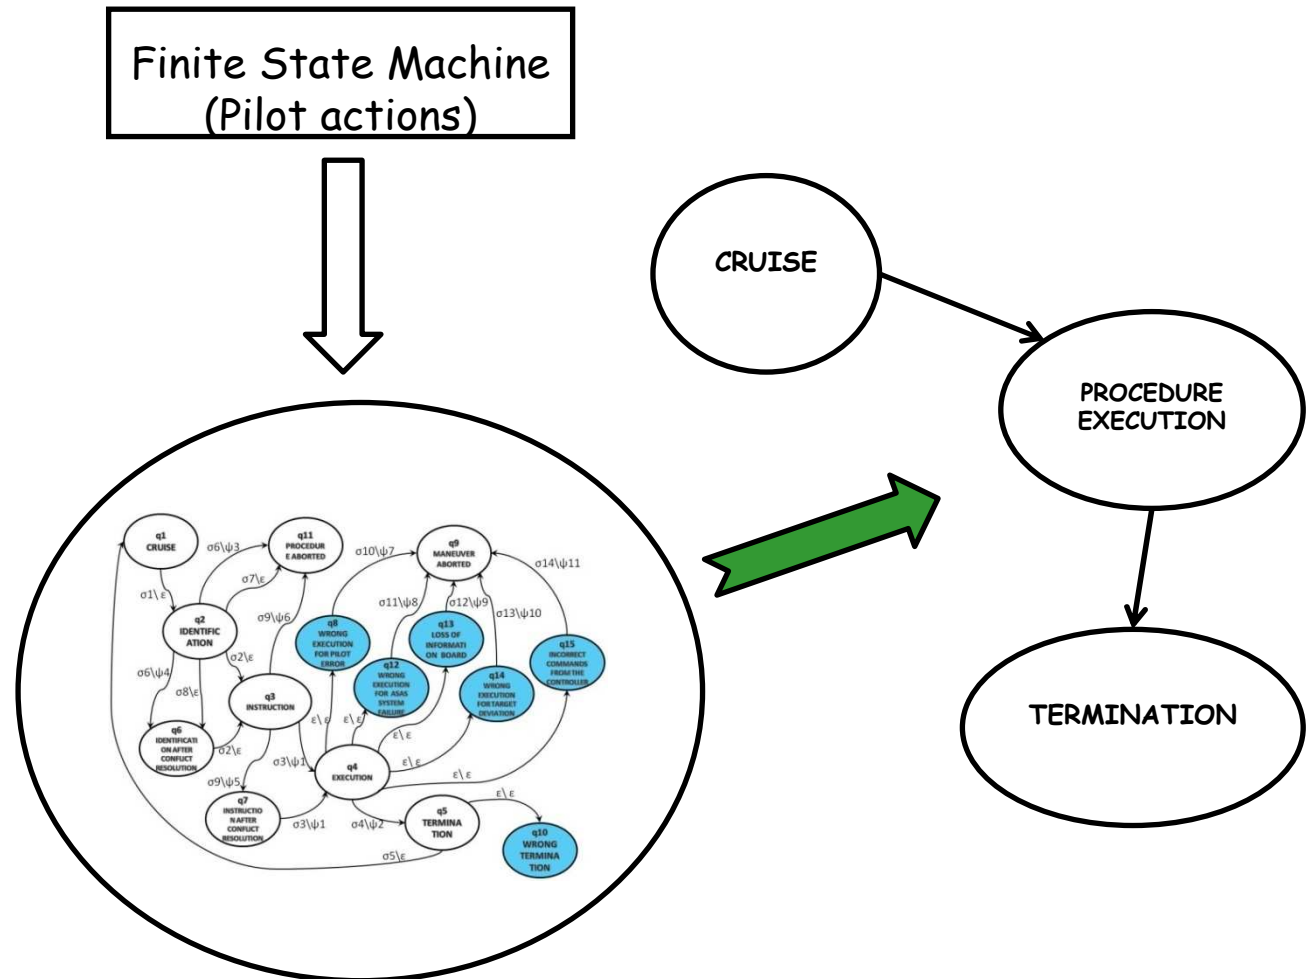 Finite State Machine
(Pilot actions)
CRUISE
PROCEDURE
EXECUTION
TERMINATION
q1
CRUISE
q11
PROCEDUR
E ABORTED
q9
MANEUVER
ABORTED
σ6\ψ3
σ10\ψ7
σ14\ψ11
σ7\ε
σ1\ε
σ11\ψ8
σ12\ψ9
σ13\ψ10
σ9\ψ6
q2
IDENTIFIC
ATION
q8
WRONG
EXECUTION
FOR PILOT
ERROR
q13
LOSS OF
INFORMATI
ON BOARD
q15
INCORRECT
COMMANDS
FROM THE
CONTROLLER
σ2\ε
σ6\ψ4
σ8\ε
q12
WRONG
EXECUTION
FOR ASAS
SYSTEM
FAILURE
q14
WRONG
EXECUTION
FOR TARGET
DEVIATION
q3
INSTRUCTION
q6
IDENTIFICATI
ON AFTER
CONFLICT
RESOLUTION
σ2\ε
ε\ ε
ε\ ε
ε\ ε
σ3\ψ1
q4
EXECUTION
ε\ ε
ε\ ε
σ9\ψ5
q7
INSTRUCTIO
N AFTER
CONFLICT
RESOLUTION
σ3\ψ1
σ4\ψ2
q5
TERMINA
TION
ε\ ε
q10
WRONG
TERMINA
TION
σ5\ε